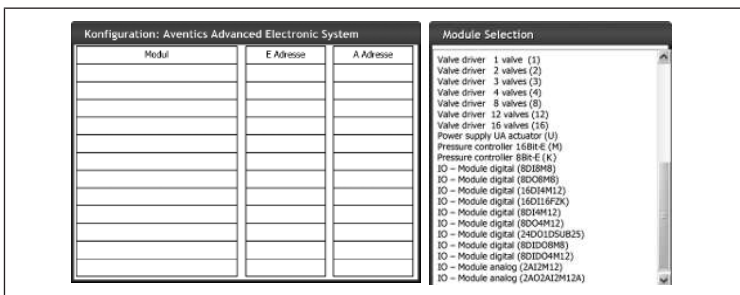 Konfiguration: Aventics Advanced Electronic System
Modul E Adresse A Adresse
Module Selection
Valve driver 1 valve (1)
Valve driver 2 valves (2)
Valve driver 3 valves (3)
Valve driver 4 valves (4)
Valve driver 8 valves (8)
Valve driver 12 valves (12)
Valve driver 16 valves (16)
Power supply UA actuator (U)
Pressure controller 16Bit-E (M)
Pressure controller 8Bit-E (K)
IO – Module digital (8DI8M8)
IO – Module digital (8DO8M8)
IO – Module digital (16DI4M12)
IO – Module digital (16DI16FZK)
IO – Module digital (8DI4M12)
IO – Module digital (8DO4M12)
IO – Module digital (24DO1DSUB25)
IO – Module digital (8DIDO8M8)
IO – Module digital (8DIDO4M12)
IO – Module analog (2AI2M12)
IO – Module analog (2AO2AI2M12A)